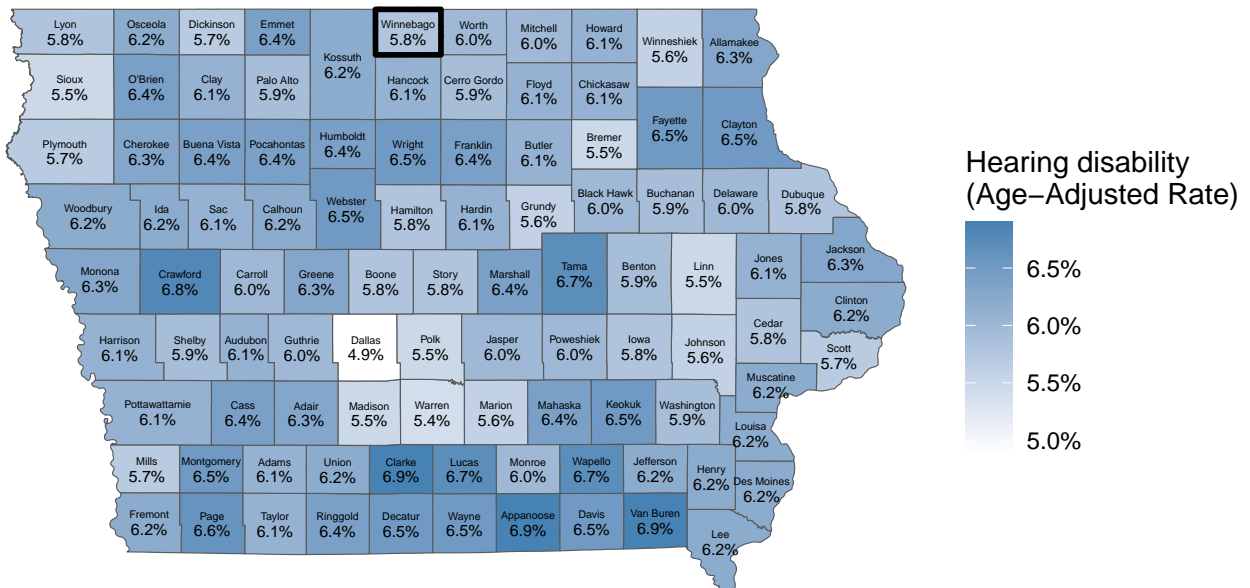 Lyon
5.8%
Osceola
6.2%
Dickinson
5.7%
Emmet
6.4%
Kossuth
6.2%
Winnebago
5.8%
Worth
6.0%
Mitchell
6.0%
Howard
6.1%
Winneshiek
5.6%
Allamakee
6.3%
Sioux
5.5%
O'Brien
6.4%
Clay
6.1%
Palo Alto
5.9%
Hancock
6.1%
Cerro Gordo
5.9%
Floyd
6.1%
Chickasaw
6.1%
Fayette
6.5%
Clayton
6.5%
Plymouth
5.7%
Cherokee
6.3%
Buena Vista
6.4%
Pocahontas
6.4%
Humboldt
6.4%
Wright
6.5%
Franklin
6.4%
Butler
6.1%
Bremer
5.5%
Woodbury
6.2%
Ida
6.2%
Sac
6.1%
Calhoun
6.2%
Webster
6.5%
Hamilton
5.8%
Hardin
6.1%
Grundy
5.6%
Black Hawk
6.0%
Buchanan
5.9%
Delaware
6.0%
Dubuque
5.8%
Monona
6.3%
Crawford
6.8%
Carroll
6.0%
Greene
6.3%
Boone
5.8%
Story
5.8%
Marshall
6.4%
Tama
6.7%
Benton
5.9%
Linn
5.5%
Jones
6.1%
Jackson
6.3%
Clinton
6.2%
Harrison
6.1%
Shelby
5.9%
Audubon
6.1%
Guthrie
6.0%
Dallas
4.9%
Polk
5.5%
Jasper
6.0%
Poweshiek
6.0%
Iowa
5.8%
Johnson
5.6%
Cedar
5.8%
Scott
5.7%
Muscatine
6.2%
Pottawattamie
6.1%
Cass
6.4%
Adair
6.3%
Madison
5.5%
Warren
5.4%
Marion
5.6%
Mahaska
6.4%
Keokuk
6.5%
Washington
5.9%
Louisa
6.2%
Mills
5.7%
Montgomery
6.5%
Adams
6.1%
Union
6.2%
Clarke
6.9%
Lucas
6.7%
Monroe
6.0%
Wapello
6.7%
Jefferson
6.2%
Henry
6.2%
Des Moines
6.2%
Fremont
6.2%
Page
6.6%
Taylor
6.1%
Ringgold
6.4%
Decatur
6.5%
Wayne
6.5%
Appanoose
6.9%
Davis
6.5%
Van Buren
6.9%
Lee
6.2%
Hearing disability
(Age−Adjusted Rate)
6.5%
6.0%
5.5%
5.0%